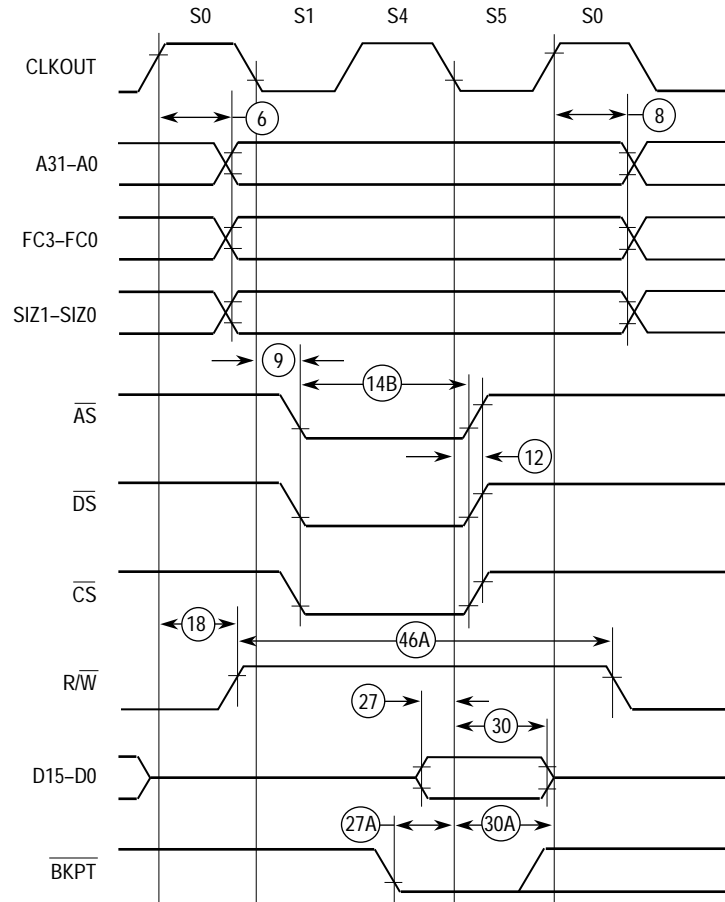 S0 S1 S4 S5 S0
CLKOUT
6 8
A31–A0
FC3–FC0
SIZ1–SIZ0
9
14B
AS
12
DS
CS
18
46A
R/W
27
30
D15–D0
27A 30A
BKPT